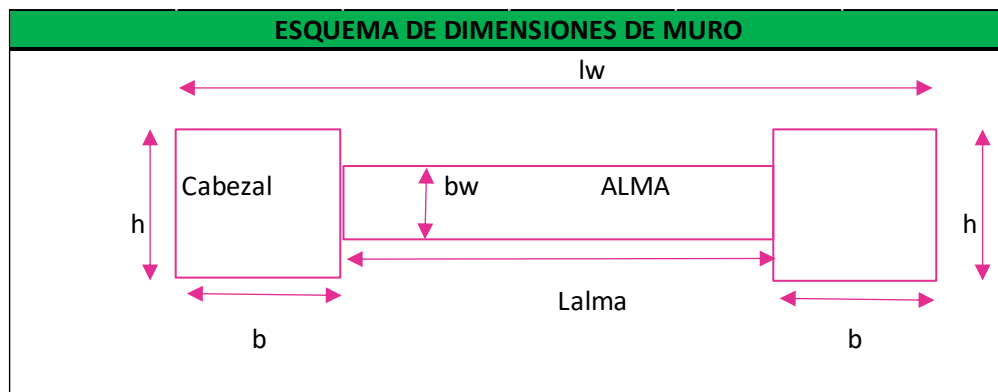 ESQUEMA DE DIMENSIONES DE MURO
lw
Cabezal
bw
ALMA
h
h
Lalma
b
b